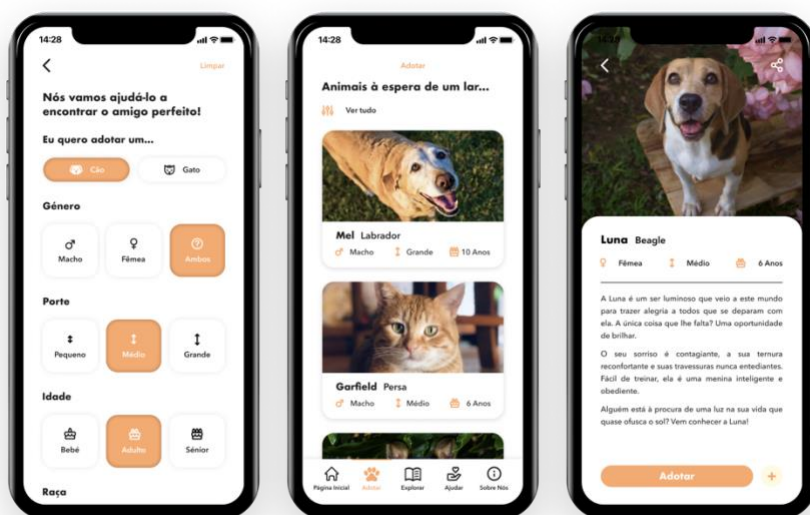 14:28
Limpar
Nós vamos ajudá-lo a
encontrar o amigo perfeito!
Eu quero adotar um...
Cão
Gato
Género
Macho
Fêmea
Ambos
Porte
Pequeno
Médio
Grande
Idade
Bebé
Adulto
Sénior
Raça
14:28
Adotar
Animais à espera de um lar...
Ver tudo
Mel Labrador
Macho
Grande
10 Anos
Garfield Persa
Macho
Médio
6 Anos
Página Inicial
Adotar
Explorar
Ajudar
Sobre Nós
14:28
Luna Beagle
Fêmea
Médio
6 Anos
A Luna é um ser luminoso que veio a este mundo
para trazer alegria a todos que se deparam com
ela. A única coisa que lhe falta? Uma oportunidade
de brilhar.
O seu sorriso é contagiante, a sua ternura
reconfortante e suas travessuras nunca entediantes.
Fácil de treinar, ela é uma menina inteligente e
obediente.
Alguém está à procura de uma luz na sua vida que
quase ofusca o sol? Vem conhecer a Luna!
Adotar
+